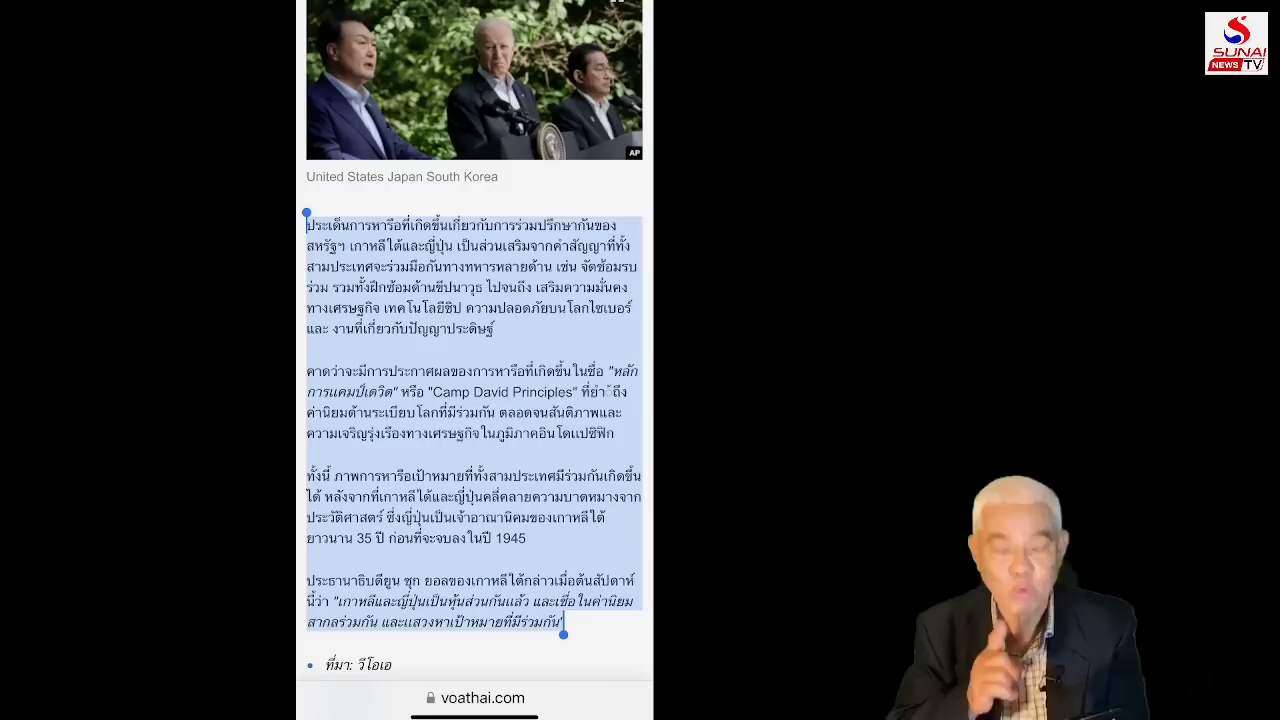 SUNAI
NEWS TV
AP
United States Japan South Korea
ประเด็นการหารือที่เกิดขึ้นเกี่ยวกับการร่วมปรึกษากันของ
สหรัฐฯ เกาหลีใต้และญี่ปุ่น เป็นส่วนเสริมจากคำสัญญาที่ทั้ง
สามประเทศจะร่วมมือกันทางทหารหลายด้าน เช่น จัดซ้อมรบ
ร่วม รวมทั้งฝึกซ้อมด้านขีปนาวุธ ไปจนถึง เสริมความมั่นคง
ทางเศรษฐกิจ เทคโนโลยีชิป ความปลอดภัยบนโลกไซเบอร์
และ งานที่เกี่ยวกับปัญญาประดิษฐ์
คาดว่าจะมีการประกาศผลของการหารือที่เกิดขึ้นในชื่อ "หลัก
การแคมป์เดวิด" หรือ "Camp David Principles" ที่ยำ้ถึง
ค่านิยมด้านระเบียบโลกที่มีร่วมกัน ตลอดจนสันติภาพและ
ความเจริญรุ่งเรืองทางเศรษฐกิจในภูมิภาคอินโดแปซิฟิก
ทั้งนี้ ภาพการหารือเป้าหมายที่ทั้งสามประเทศมีร่วมกันเกิดขึ้น
ได้ หลังจากที่เกาหลีใต้และญี่ปุ่นคลี่คลายความบาดหมางจาก
ประวัติศาสตร์ ซึ่งญี่ปุ่นเป็นเจ้าอาณานิคมของเกาหลีใต้
ยาวนาน 35 ปี ก่อนที่จะจบลงในปี 1945
ประธานาธิบดียูน ซุก ยอลของเกาหลีใต้กล่าวเมื่อต้นสัปดาห์
นี้ว่า "เกาหลีและญี่ปุ่นเป็นหุ้นส่วนกันแล้ว และเชื่อในค่านิยม
สากลร่วมกัน และแสวงหาเป้าหมายที่มีร่วมกัน"
ที่มา: วีโอเอ
voathai.com